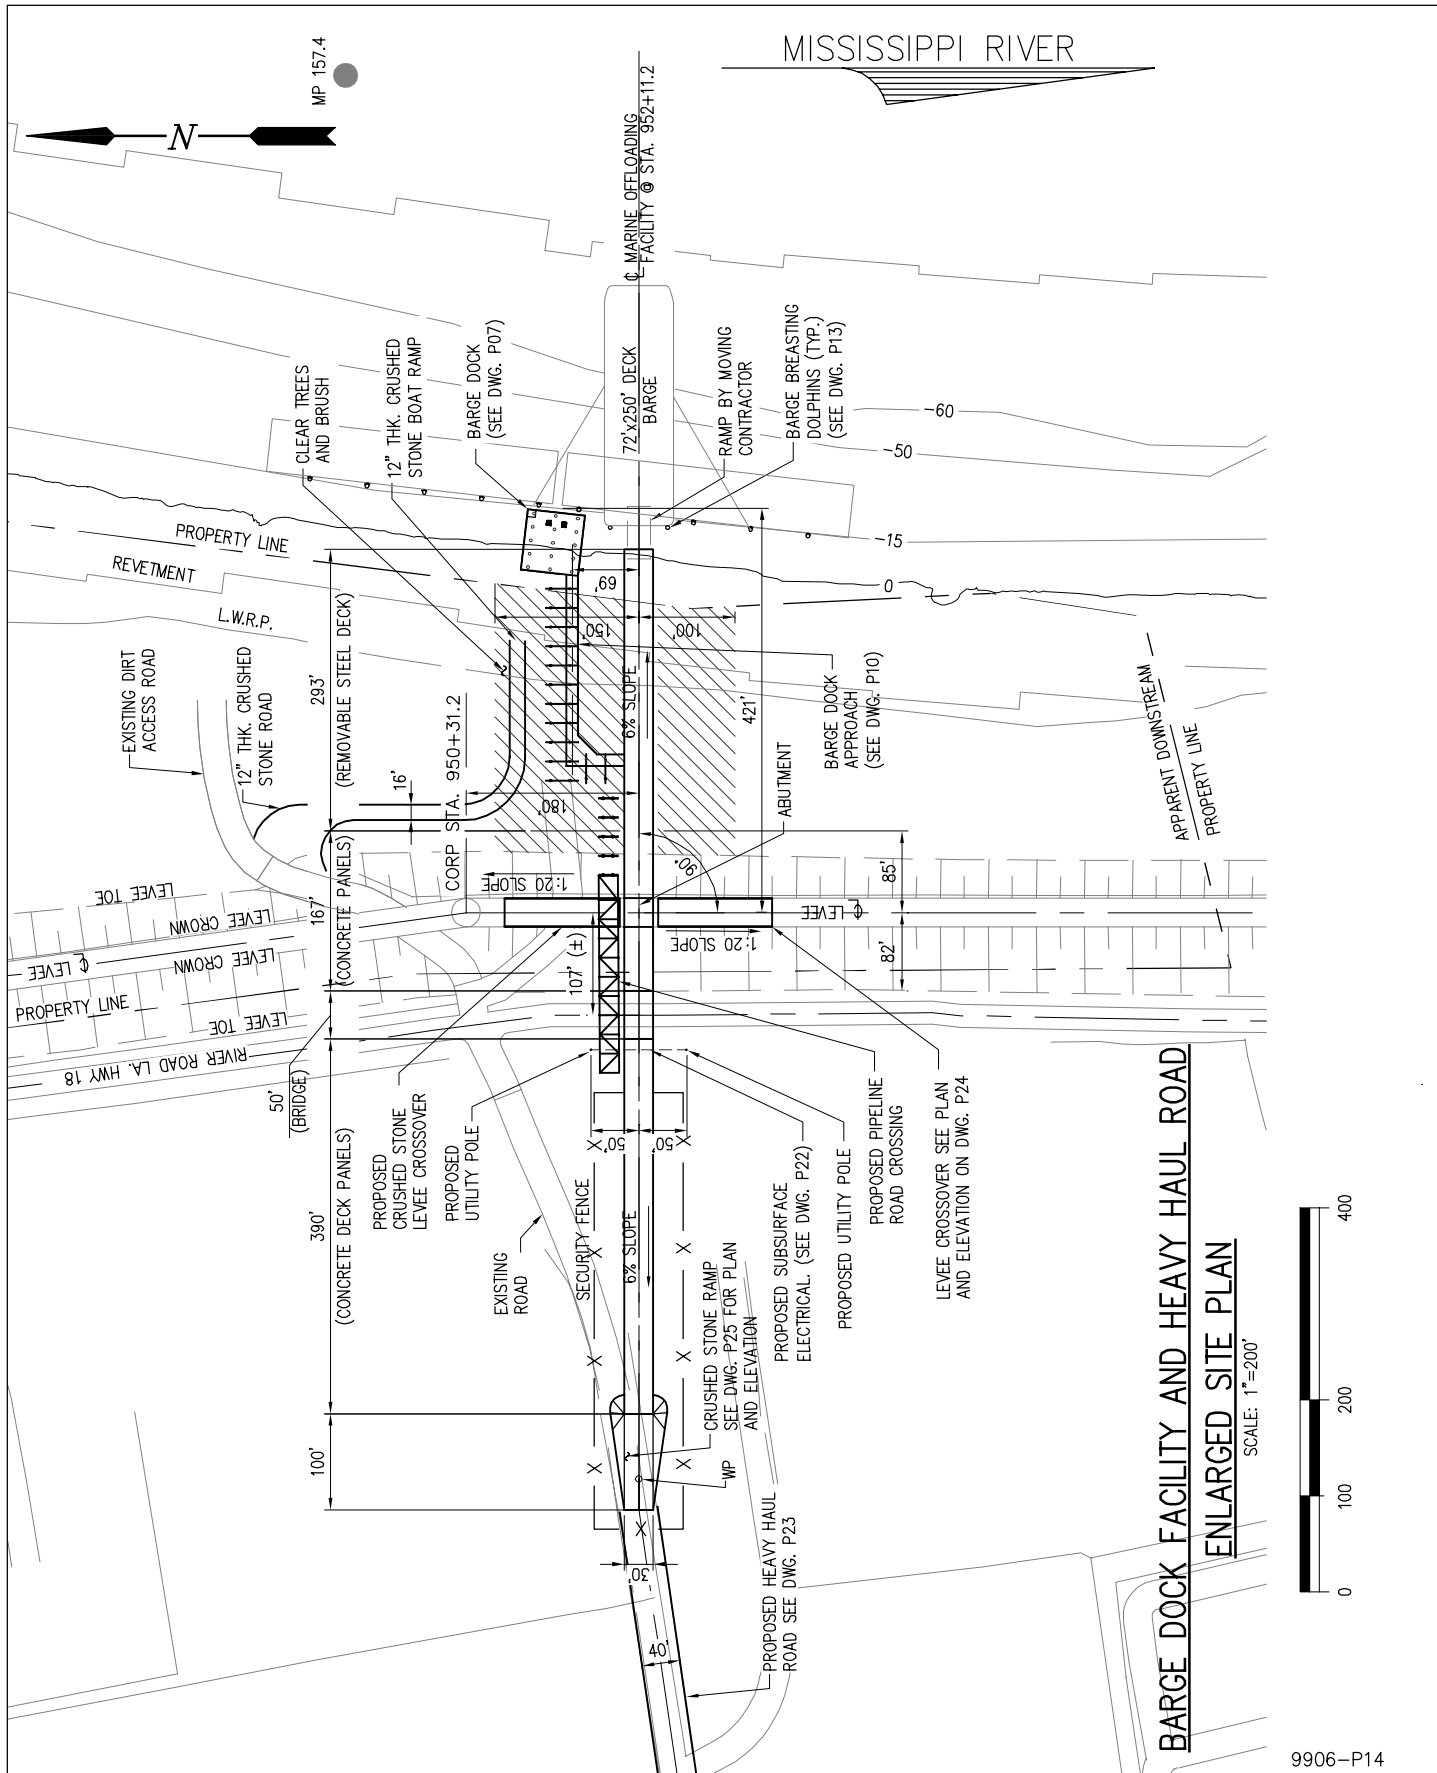 MISSISSIPPI RIVER
MP 157.4
N
℄ MARINE OFFLOADING
FACILITY @ STA. 952+11.2
CLEAR TREES
AND BRUSH
12" THK. CRUSHED
STONE BOAT RAMP
BARGE DOCK
(SEE DWG. P07)
72'x250' DECK
BARGE
RAMP BY MOVING
CONTRACTOR
BARGE BREASTING
DOLPHINS (TYP.)
(SEE DWG. P13)
-60
-50
-15
0
PROPERTY LINE
REVETMENT
L.W.R.P.
EXISTING DIRT
ACCESS ROAD
12" THK. CRUSHED
STONE ROAD
293'
(REMOVABLE STEEL DECK)
16'
CORP STA. 950+31.2
69'
150'
100'
6% SLOPE
180'
421'
BARGE DOCK
APPROACH
(SEE DWG. P10)
ABUTMENT
APPARENT DOWNSTREAM
PROPERTY LINE
90°
85'
82'
167'
(CONCRETE PANELS)
LEVEE TOE
LEVEE CROWN
℄ LEVEE
LEVEE CROWN
PROPERTY LINE
LEVEE TOE
RIVER ROAD LA. HWY 18
1:20 SLOPE
1:20 SLOPE
℄ LEVEE
107' (±)
50'
(BRIDGE)
390'
(CONCRETE DECK PANELS)
PROPOSED
CRUSHED STONE
LEVEE CROSSOVER
PROPOSED
UTILITY POLE
EXISTING
ROAD
SECURITY FENCE
50'
50'
X
X
X
X
X
X
X
X
X
6% SLOPE
CRUSHED STONE RAMP
SEE DWG. P25 FOR PLAN
AND ELEVATION
PROPOSED SUBSURFACE
ELECTRICAL. (SEE DWG. P22)
PROPOSED UTILITY POLE
PROPOSED PIPELINE
ROAD CROSSING
LEVEE CROSSOVER SEE PLAN
AND ELEVATION ON DWG. P24
100'
WP
30'
40'
PROPOSED HEAVY HAUL
ROAD SEE DWG. P23
BARGE DOCK FACILITY AND HEAVY HAUL ROAD
ENLARGED SITE PLAN
SCALE: 1"=200'
0
100
200
400
9906-P14